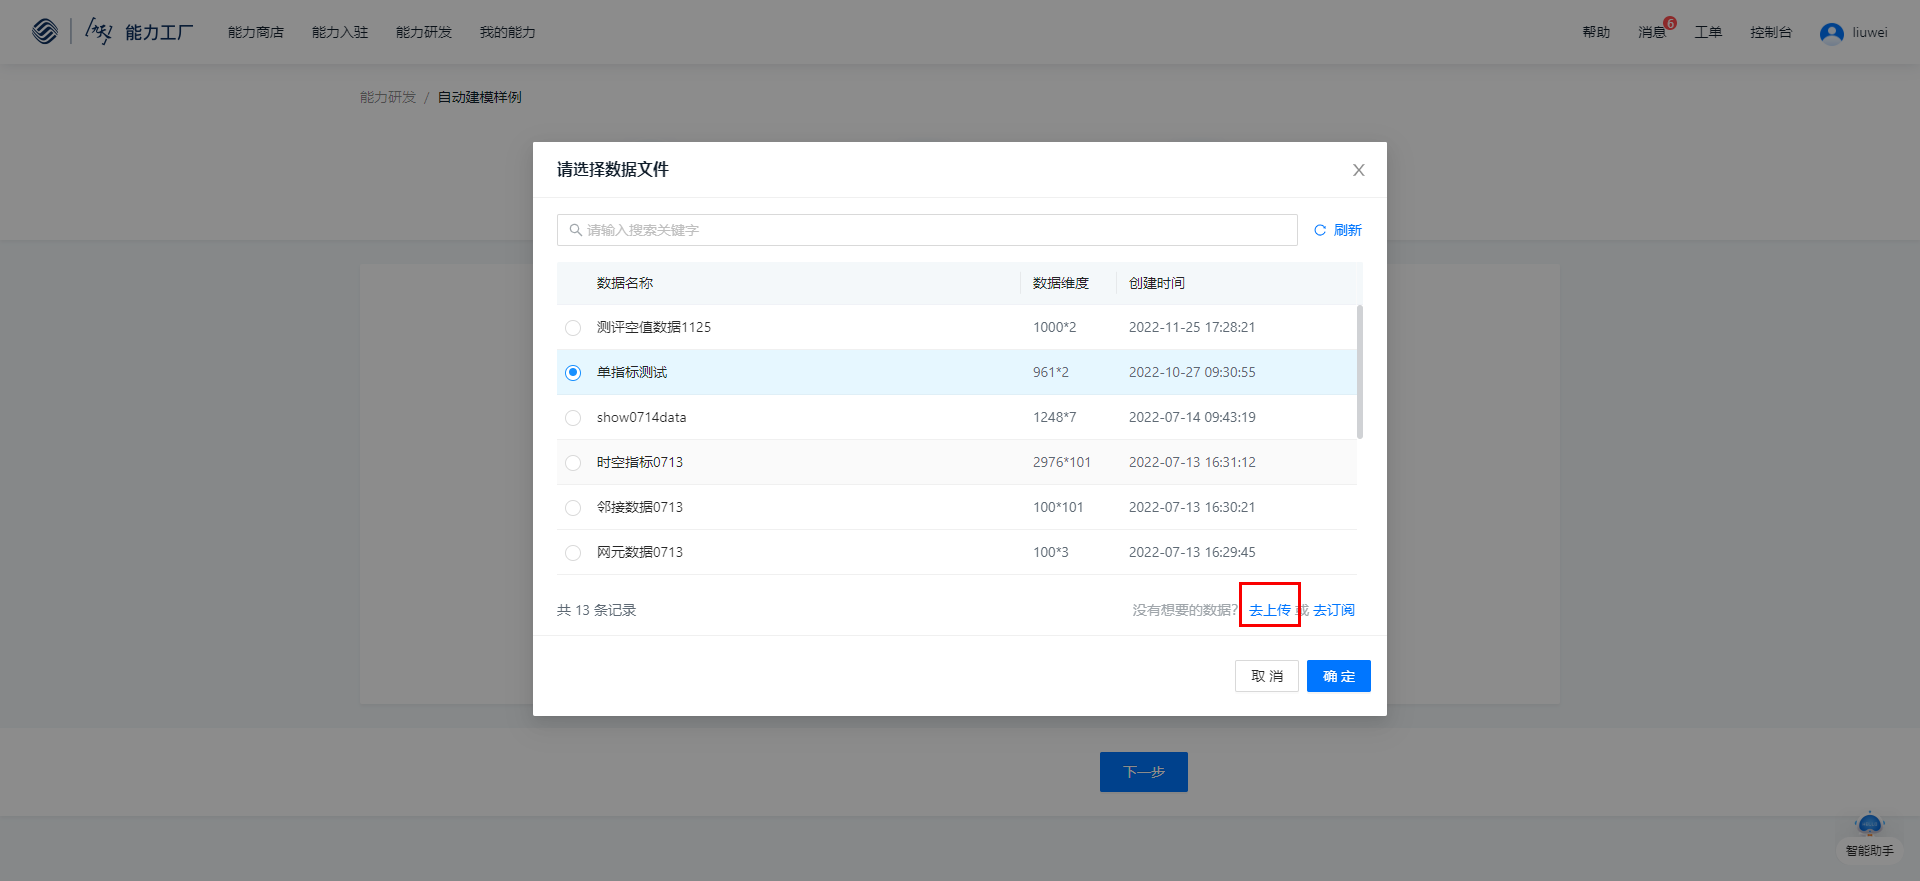 能力工厂 能力商店 能力入驻 能力研发 我的能力 帮助 消息 6 工单 控制台 liuwei
能力研发 / 自动建模样例
请选择数据文件
请输入搜索关键字 刷新
数据名称 数据维度 创建时间
测评空值数据1125 1000*2 2022-11-25 17:28:21
单指标测试 961*2 2022-10-27 09:30:55
show0714data 1248*7 2022-07-14 09:43:19
时空指标0713 2976*101 2022-07-13 16:31:12
邻接数据0713 100*101 2022-07-13 16:30:21
网元数据0713 100*3 2022-07-13 16:29:45
共 13 条记录 没有想要的数据? 去上传 或 去订阅
取 消 确 定
下一步
智能助手